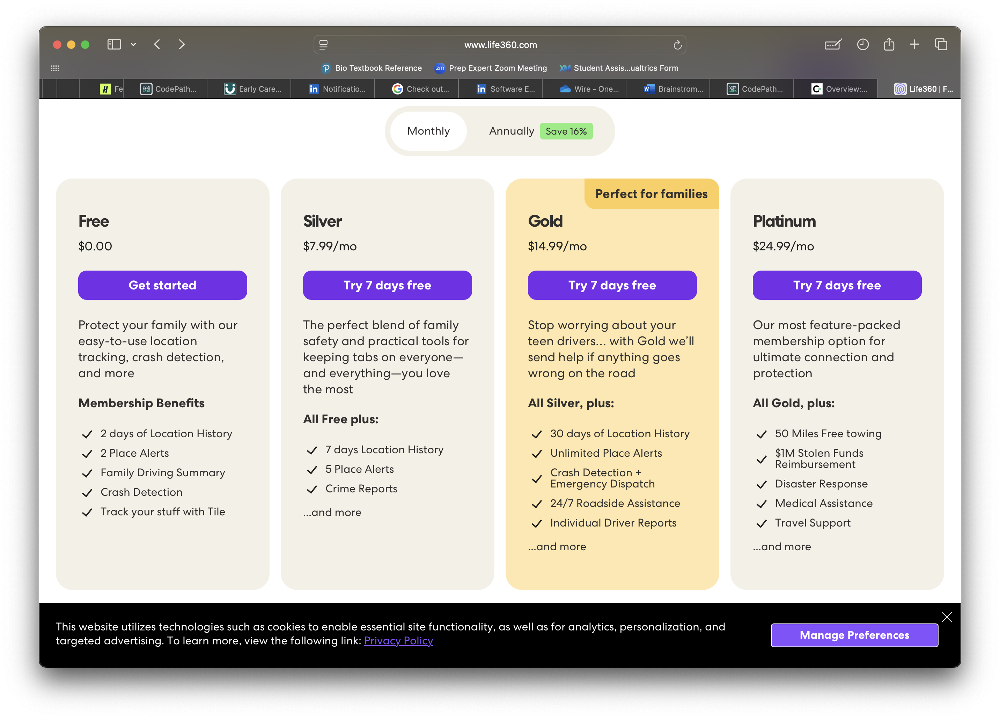 www.life360.com
Bio Textbook Reference
zm
Prep Expert Zoom Meeting
XM
Student Assis...ualtrics Form
H
Fe
CODE PATH *ORG
CodePath...
Early Care...
in
Notificatio...
G
Check out...
in
Software E...
Wire - One...
W
Brainstrom...
CODE PATH *ORG
CodePath...
C
Overview:...
Life360 | F...
Monthly
Annually
Save 16%
Free
$0.00
Get started
Protect your family with our
easy-to-use location
tracking, crash detection,
and more
Membership Benefits
2 days of Location History
2 Place Alerts
Family Driving Summary
Crash Detection
Track your stuff with Tile
Silver
$7.99/mo
Try 7 days free
The perfect blend of family
safety and practical tools for
keeping tabs on everyone—
and everything—you love
the most
All Free plus:
7 days Location History
5 Place Alerts
Crime Reports
...and more
Perfect for families
Gold
$14.99/mo
Try 7 days free
Stop worrying about your
teen drivers... with Gold we’ll
send help if anything goes
wrong on the road
All Silver, plus:
30 days of Location History
Unlimited Place Alerts
Crash Detection +
Emergency Dispatch
24/7 Roadside Assistance
Individual Driver Reports
...and more
Platinum
$24.99/mo
Try 7 days free
Our most feature-packed
membership option for
ultimate connection and
protection
All Gold, plus:
50 Miles Free towing
$1M Stolen Funds
Reimbursement
Disaster Response
Medical Assistance
Travel Support
...and more
This website utilizes technologies such as cookies to enable essential site functionality, as well as for analytics, personalization, and
targeted advertising. To learn more, view the following link: Privacy Policy
Manage Preferences